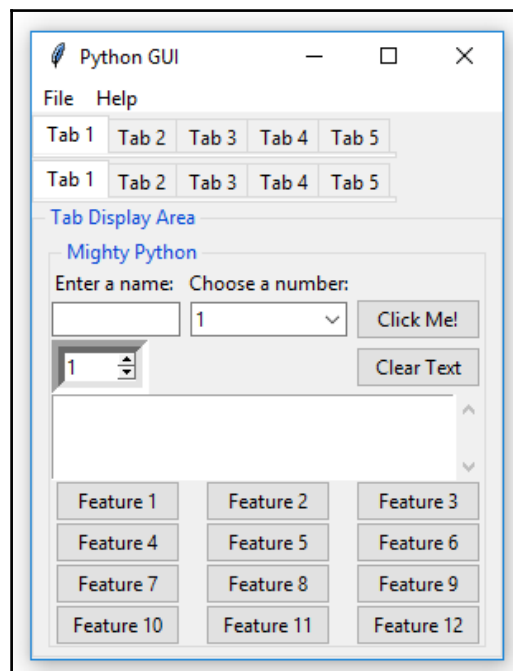 Python GUI
File Help
Tab 1 Tab 2 Tab 3 Tab 4 Tab 5
Tab 1 Tab 2 Tab 3 Tab 4 Tab 5
Tab Display Area
Mighty Python
Enter a name: Choose a number:
1 Click Me!
1 Clear Text
Feature 1 Feature 2 Feature 3
Feature 4 Feature 5 Feature 6
Feature 7 Feature 8 Feature 9
Feature 10 Feature 11 Feature 12